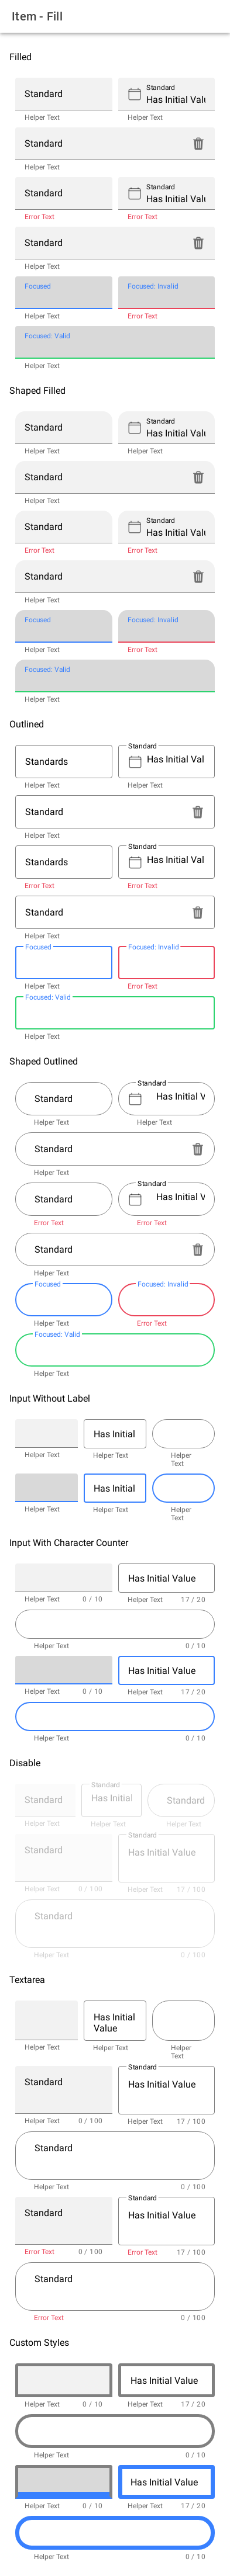 Item - Fill
Filled
Standard
Standard
Has Initial Valu
Helper Text Helper Text
Standard
Helper Text
Standard
Standard
Has Initial Valu
Error Text Error Text
Standard
Helper Text
Focused Focused: Invalid
Helper Text Error Text
Focused: Valid
Helper Text
Shaped Filled
Standard
Standard
Has Initial Valu
Helper Text Helper Text
Standard
Helper Text
Standard
Standard
Has Initial Valu
Error Text Error Text
Standard
Helper Text
Focused Focused: Invalid
Helper Text Error Text
Focused: Valid
Helper Text
Outlined
Standard
Standards Has Initial Val
Helper Text Helper Text
Standard
Helper Text
Standard
Standards Has Initial Val
Error Text Error Text
Standard
Helper Text
Focused Focused: Invalid
Helper Text Error Text
Focused: Valid
Helper Text
Shaped Outlined
Standard
Standard Has Initial V
Helper Text Helper Text
Standard
Helper Text
Standard
Standard Has Initial V
Error Text Error Text
Standard
Helper Text
Focused Focused: Invalid
Helper Text Error Text
Focused: Valid
Helper Text
Input Without Label
Has Initial
Helper Text Helper Text Helper
Text
Has Initial
Helper Text Helper Text Helper
Text
Input With Character Counter
Has Initial Value
Helper Text 0 / 10 Helper Text 17 / 20
Helper Text 0 / 10
Has Initial Value
Helper Text 0 / 10 Helper Text 17 / 20
Helper Text 0 / 10
Disable
Standard
Standard Has Initial Standard
Helper Text Helper Text Helper Text
Standard
Standard Has Initial Value
Helper Text 0 / 100 Helper Text 17 / 100
Standard
Helper Text 0 / 100
Textarea
Has Initial
Value
Helper Text Helper Text Helper
Text
Standard
Standard Has Initial Value
Helper Text 0 / 100 Helper Text 17 / 100
Standard
Helper Text 0 / 100
Standard
Standard Has Initial Value
Error Text 0 / 100 Error Text 17 / 100
Standard
Error Text 0 / 100
Custom Styles
Has Initial Value
Helper Text 0 / 10 Helper Text 17 / 20
Helper Text 0 / 10
Has Initial Value
Helper Text 0 / 10 Helper Text 17 / 20
Helper Text 0 / 10